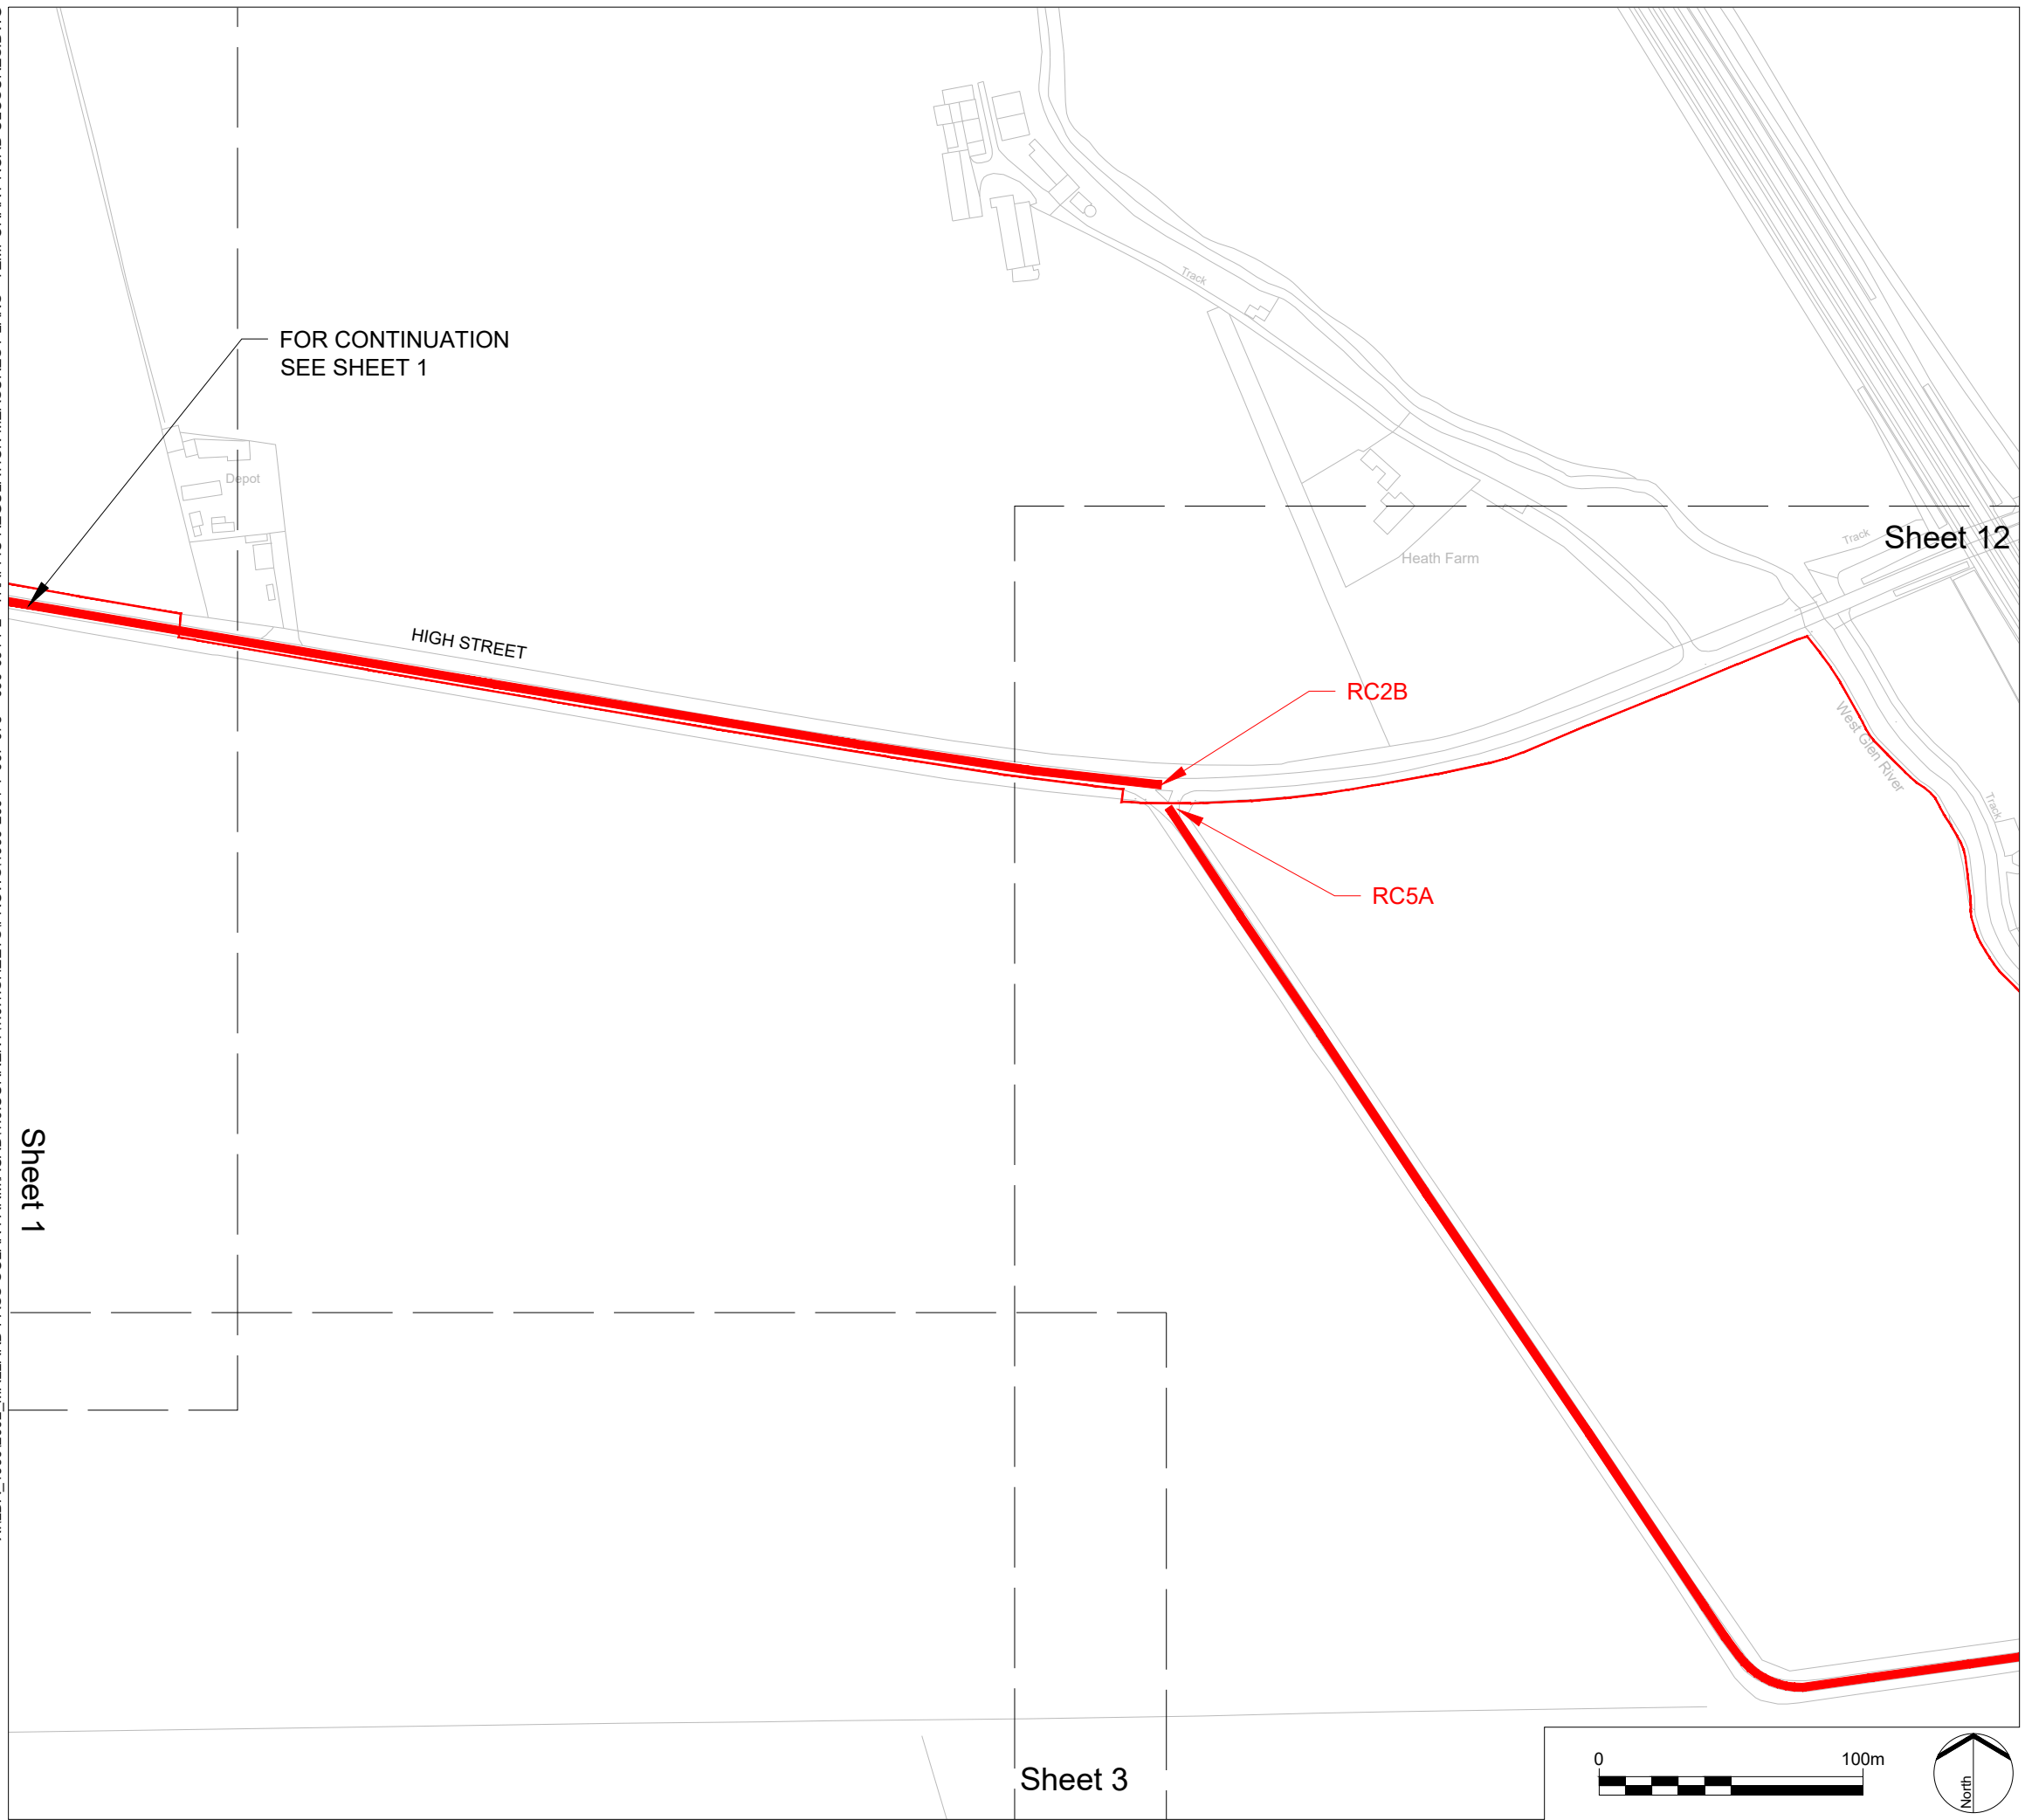 Track
FOR CONTINUATION
SEE SHEET 1
Depot
Sheet 12
Track
Heath Farm
HIGH STREET
RC2B
West Glen River
Track
RC5A
Sheet 1
0
100m
Sheet 3
North